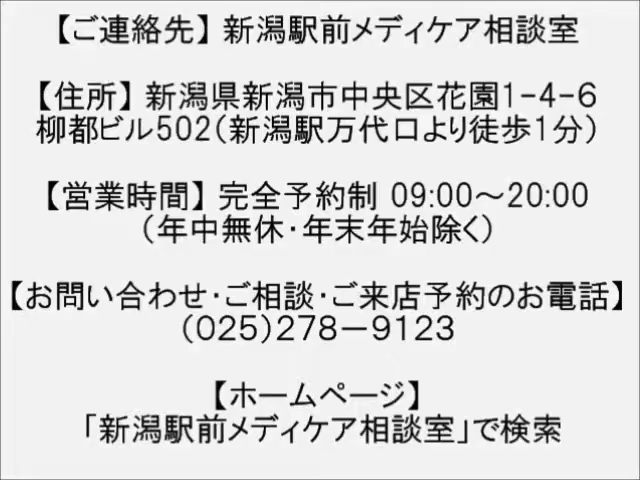 【ご連絡先】新潟駅前メディケア相談室
【住所】新潟県新潟市中央区花園1-4-6
柳都ビル502(新潟駅万代口より徒歩1分)
【営業時間】完全予約制 09:00～20:00
(年中無休・年末年始除く)
【お問い合わせ・ご相談・ご来店予約のお電話】
(025)278－9123
【ホームページ】
「新潟駅前メディケア相談室」で検索